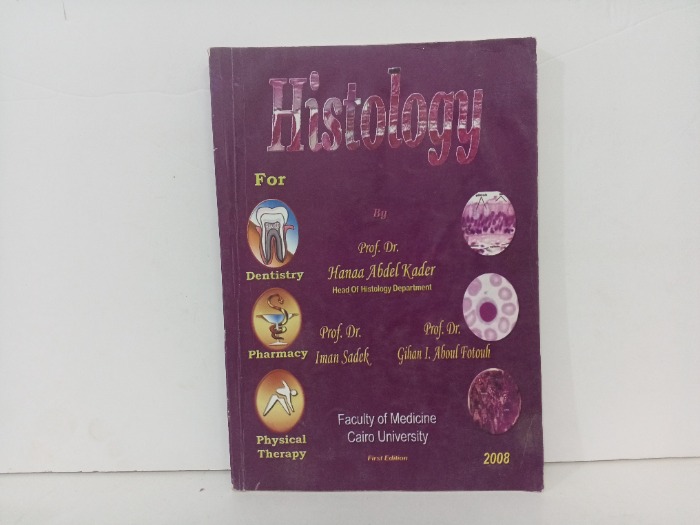 Histology
For
By
Dentistry
Prof. Dr.
Hanaa Abdel Kader
Head Of Histology Department
Pharmacy
Prof. Dr.
Iman Sadek
Prof. Dr.
Gihan I. Aboul Fotouh
Physical
Therapy
Faculty of Medicine
Cairo University
First Edition
2008